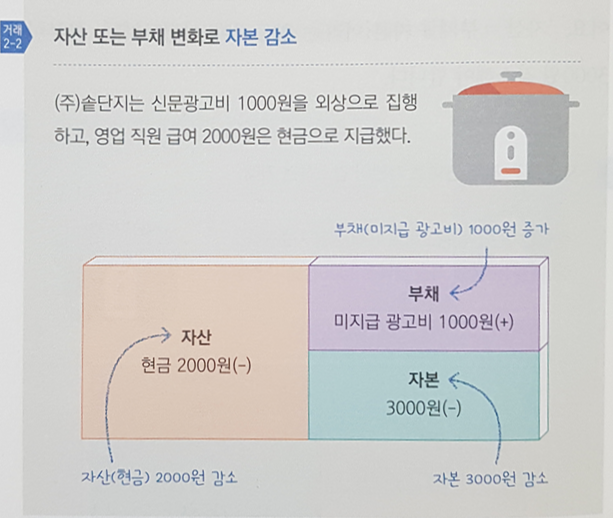 거래
2-2
자산 또는 부채 변화로 자본 감소
(주)솥단지는 신문광고비 1000원을 외상으로 집행
하고, 영업 직원 급여 2000원은 현금으로 지급했다.
부채(미지급 광고비) 1000원 증가
부채
미지급 광고비 1000원(+)
자산
현금 2000원(-)
자본
3000원(-)
자산(현금) 2000원 감소
자본 3000원 감소